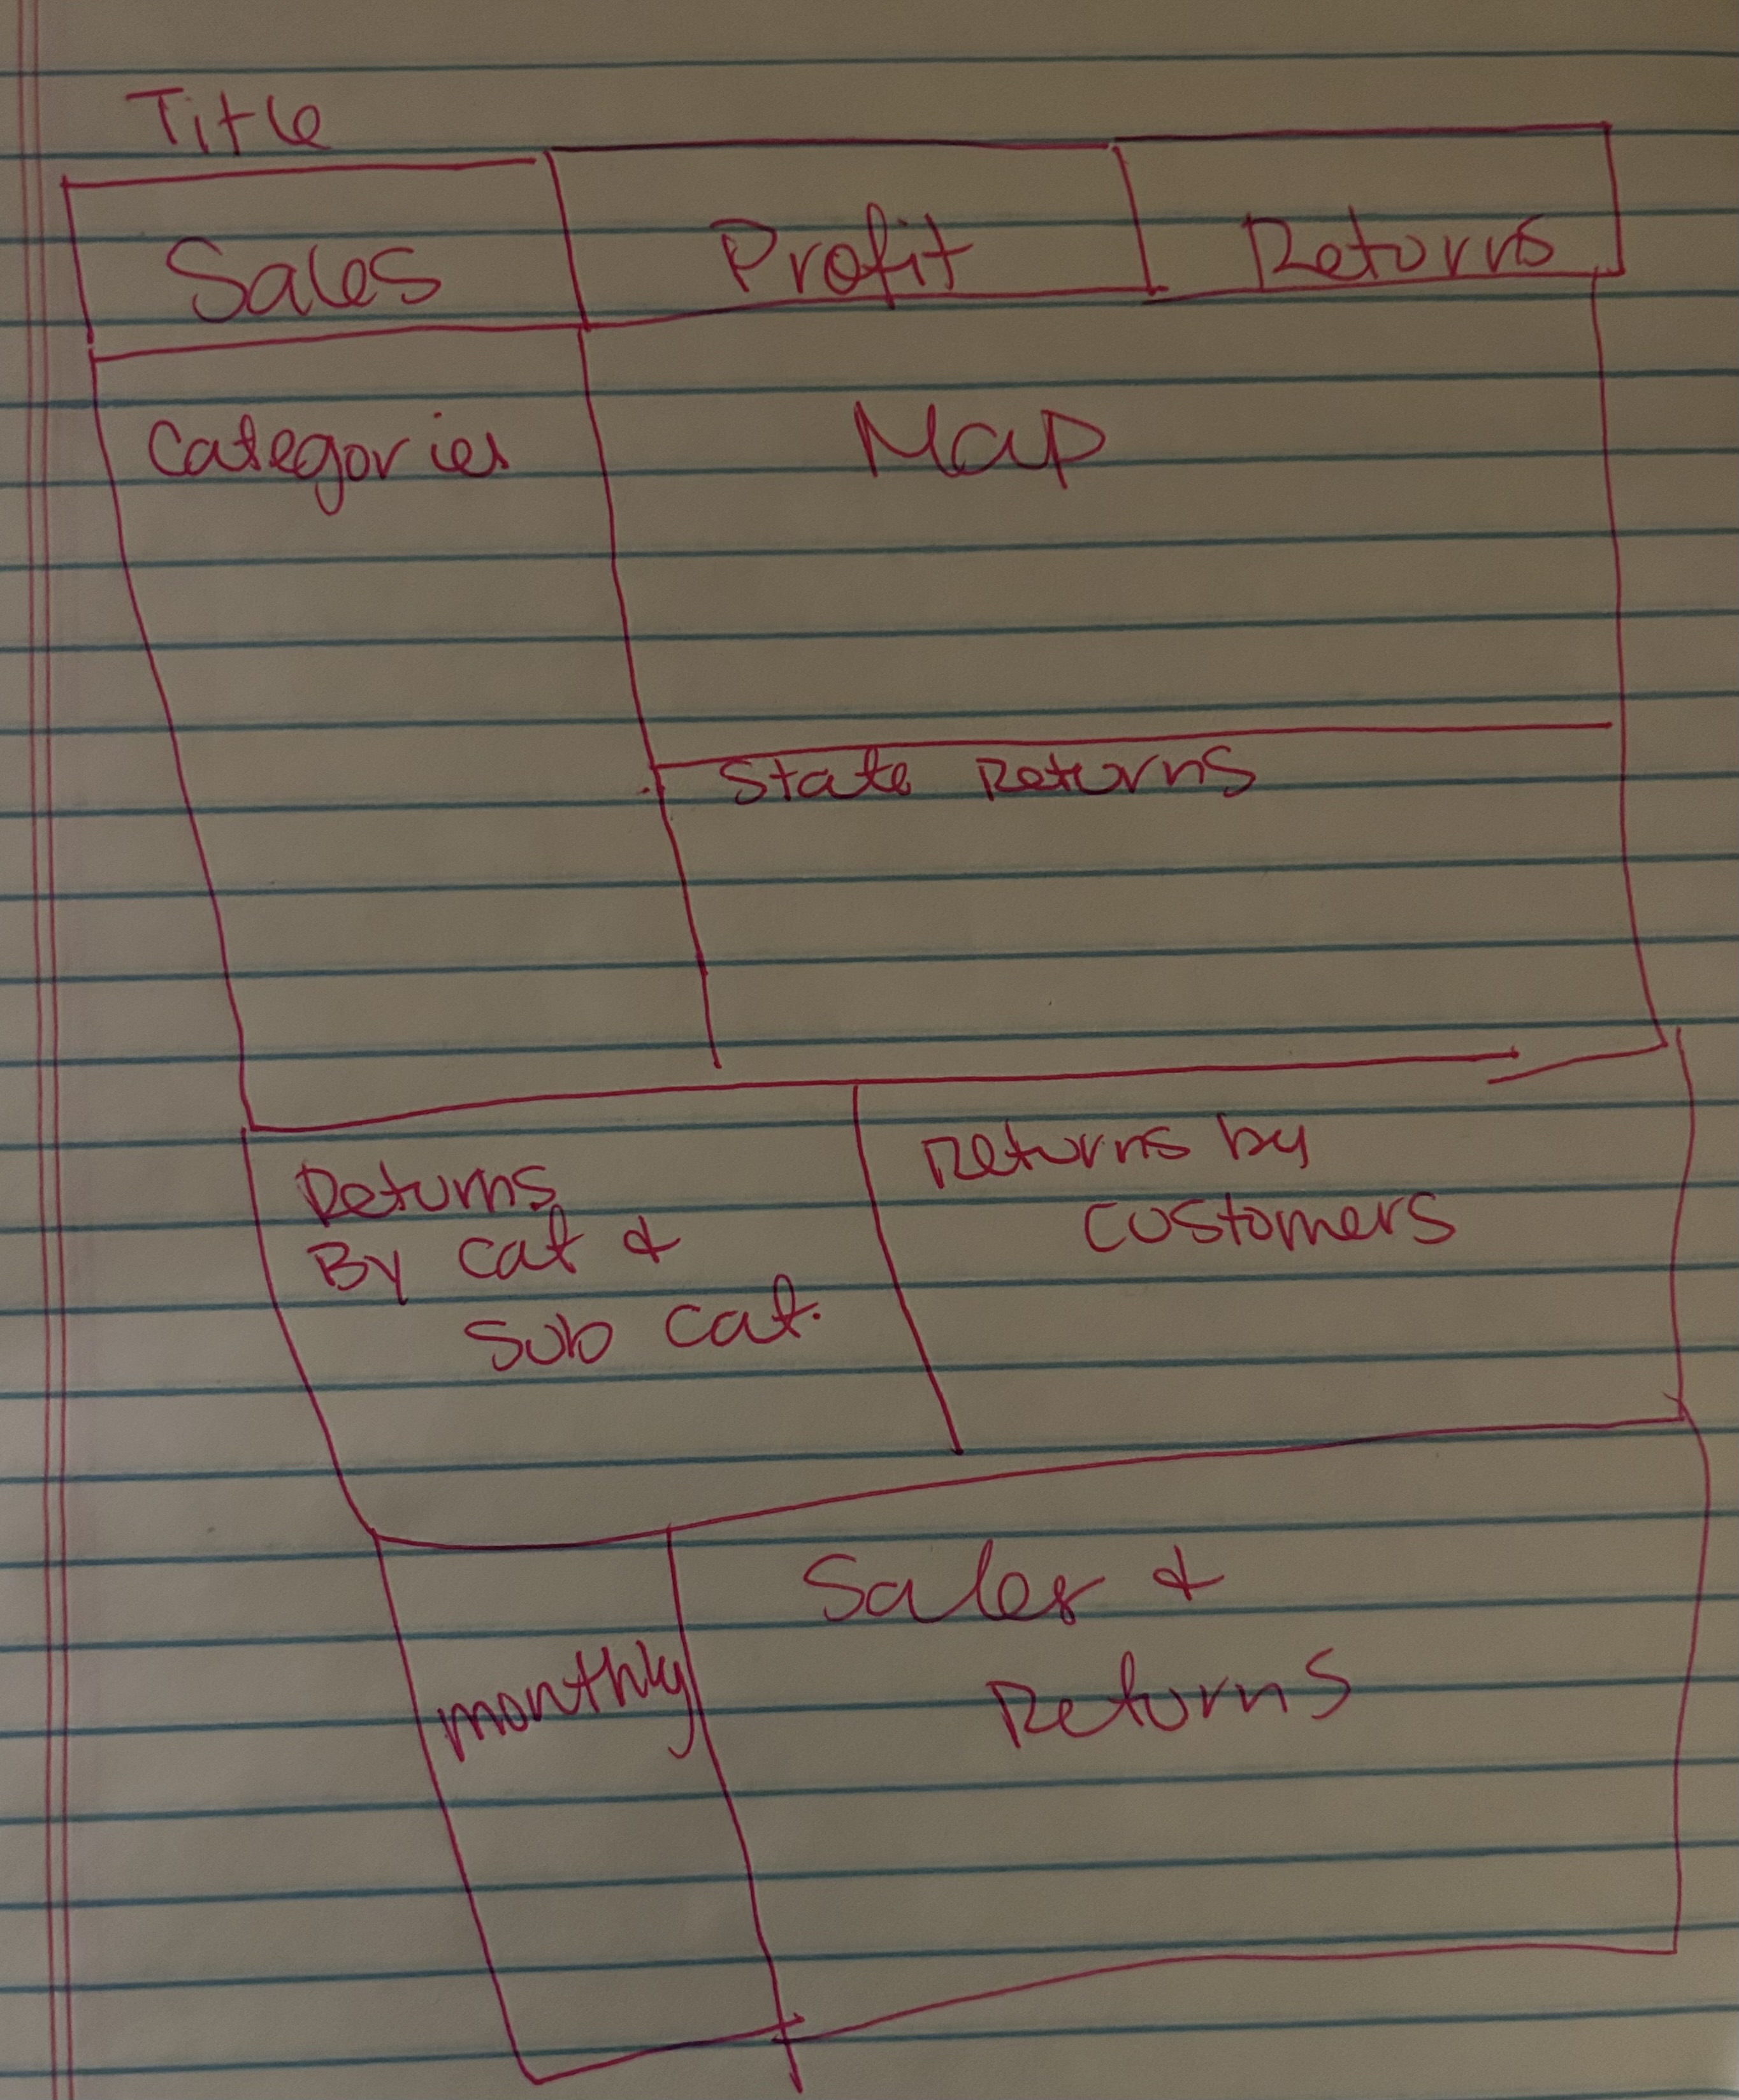 Title
Sales
Profit
Returns
Categories
Map
State Returns
Returns
By cat &
sub cat.
Returns by
customers
monthly
Sales &
Returns